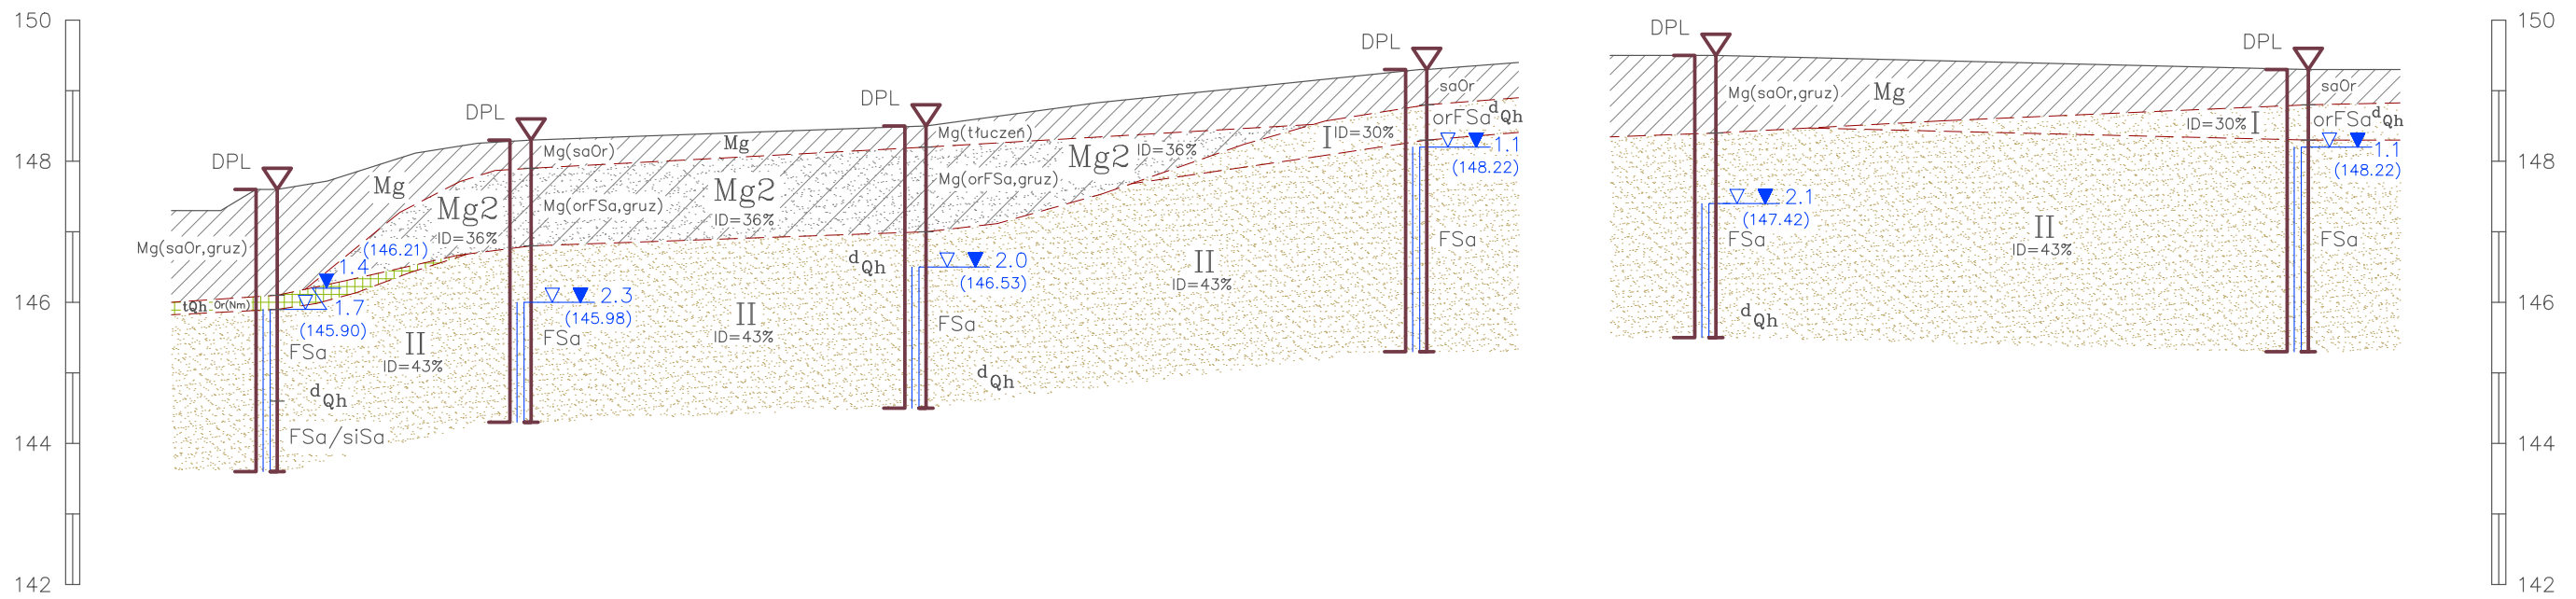 150
148
146
144
142
DPL
Mg(saOr,gruz)
tQh
Or(Nm)
1.4
(146.21)
1.7
(145.90)
FSa
dQh
FSa/siSa
Mg
Mg2
ID=36%
II
ID=43%
DPL
Mg(saOr)
Mg(orFSa,gruz)
2.3
(145.98)
FSa
Mg
Mg2
ID=36%
II
ID=43%
dQh
DPL
Mg(tłuczeń)
Mg(orFSa,gruz)
2.0
(146.53)
FSa
dQh
Mg2
ID=36%
II
ID=43%
I
ID=30%
DPL
saOr
orFSa
dQh
1.1
(148.22)
FSa
DPL
Mg(saOr,gruz)
Mg
2.1
(147.42)
FSa
dQh
II
ID=43%
ID=30%
I
DPL
saOr
orFSa
dQh
1.1
(148.22)
FSa
150
148
146
144
142